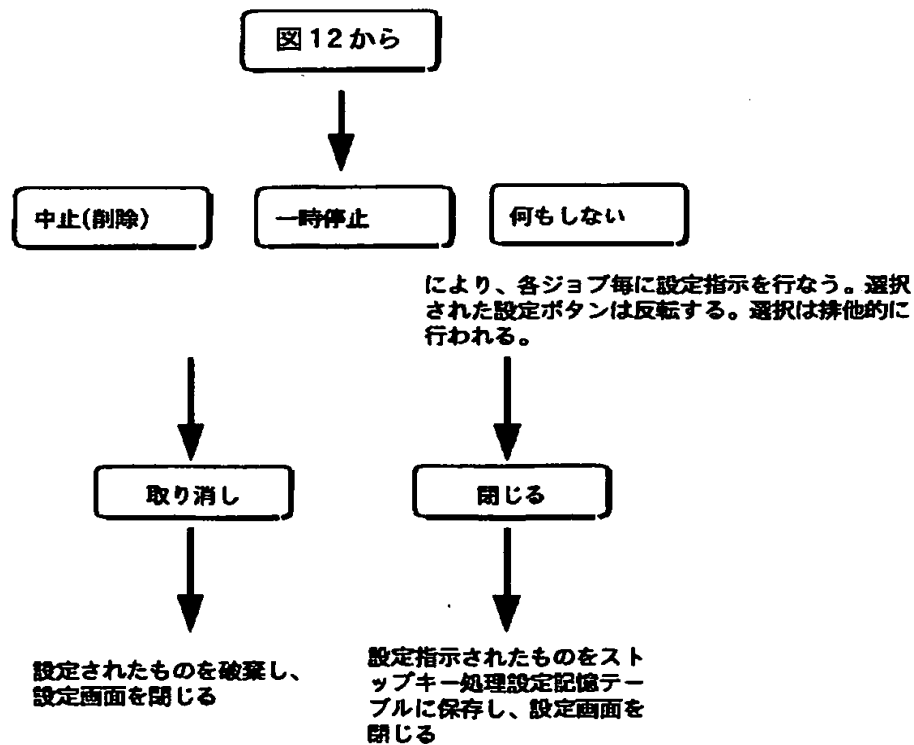 図12から
中止(削除)
一時停止
何もしない
により、各ジョブ毎に設定指示を行なう。選択
された設定ボタンは反転する。選択は排他的に
行われる。
取り消し
閉じる
設定されたものを破棄し、
設定画面を閉じる
設定指示されたものをスト
ップキー処理設定記憶テー
ブルに保存し、設定画面を
閉じる